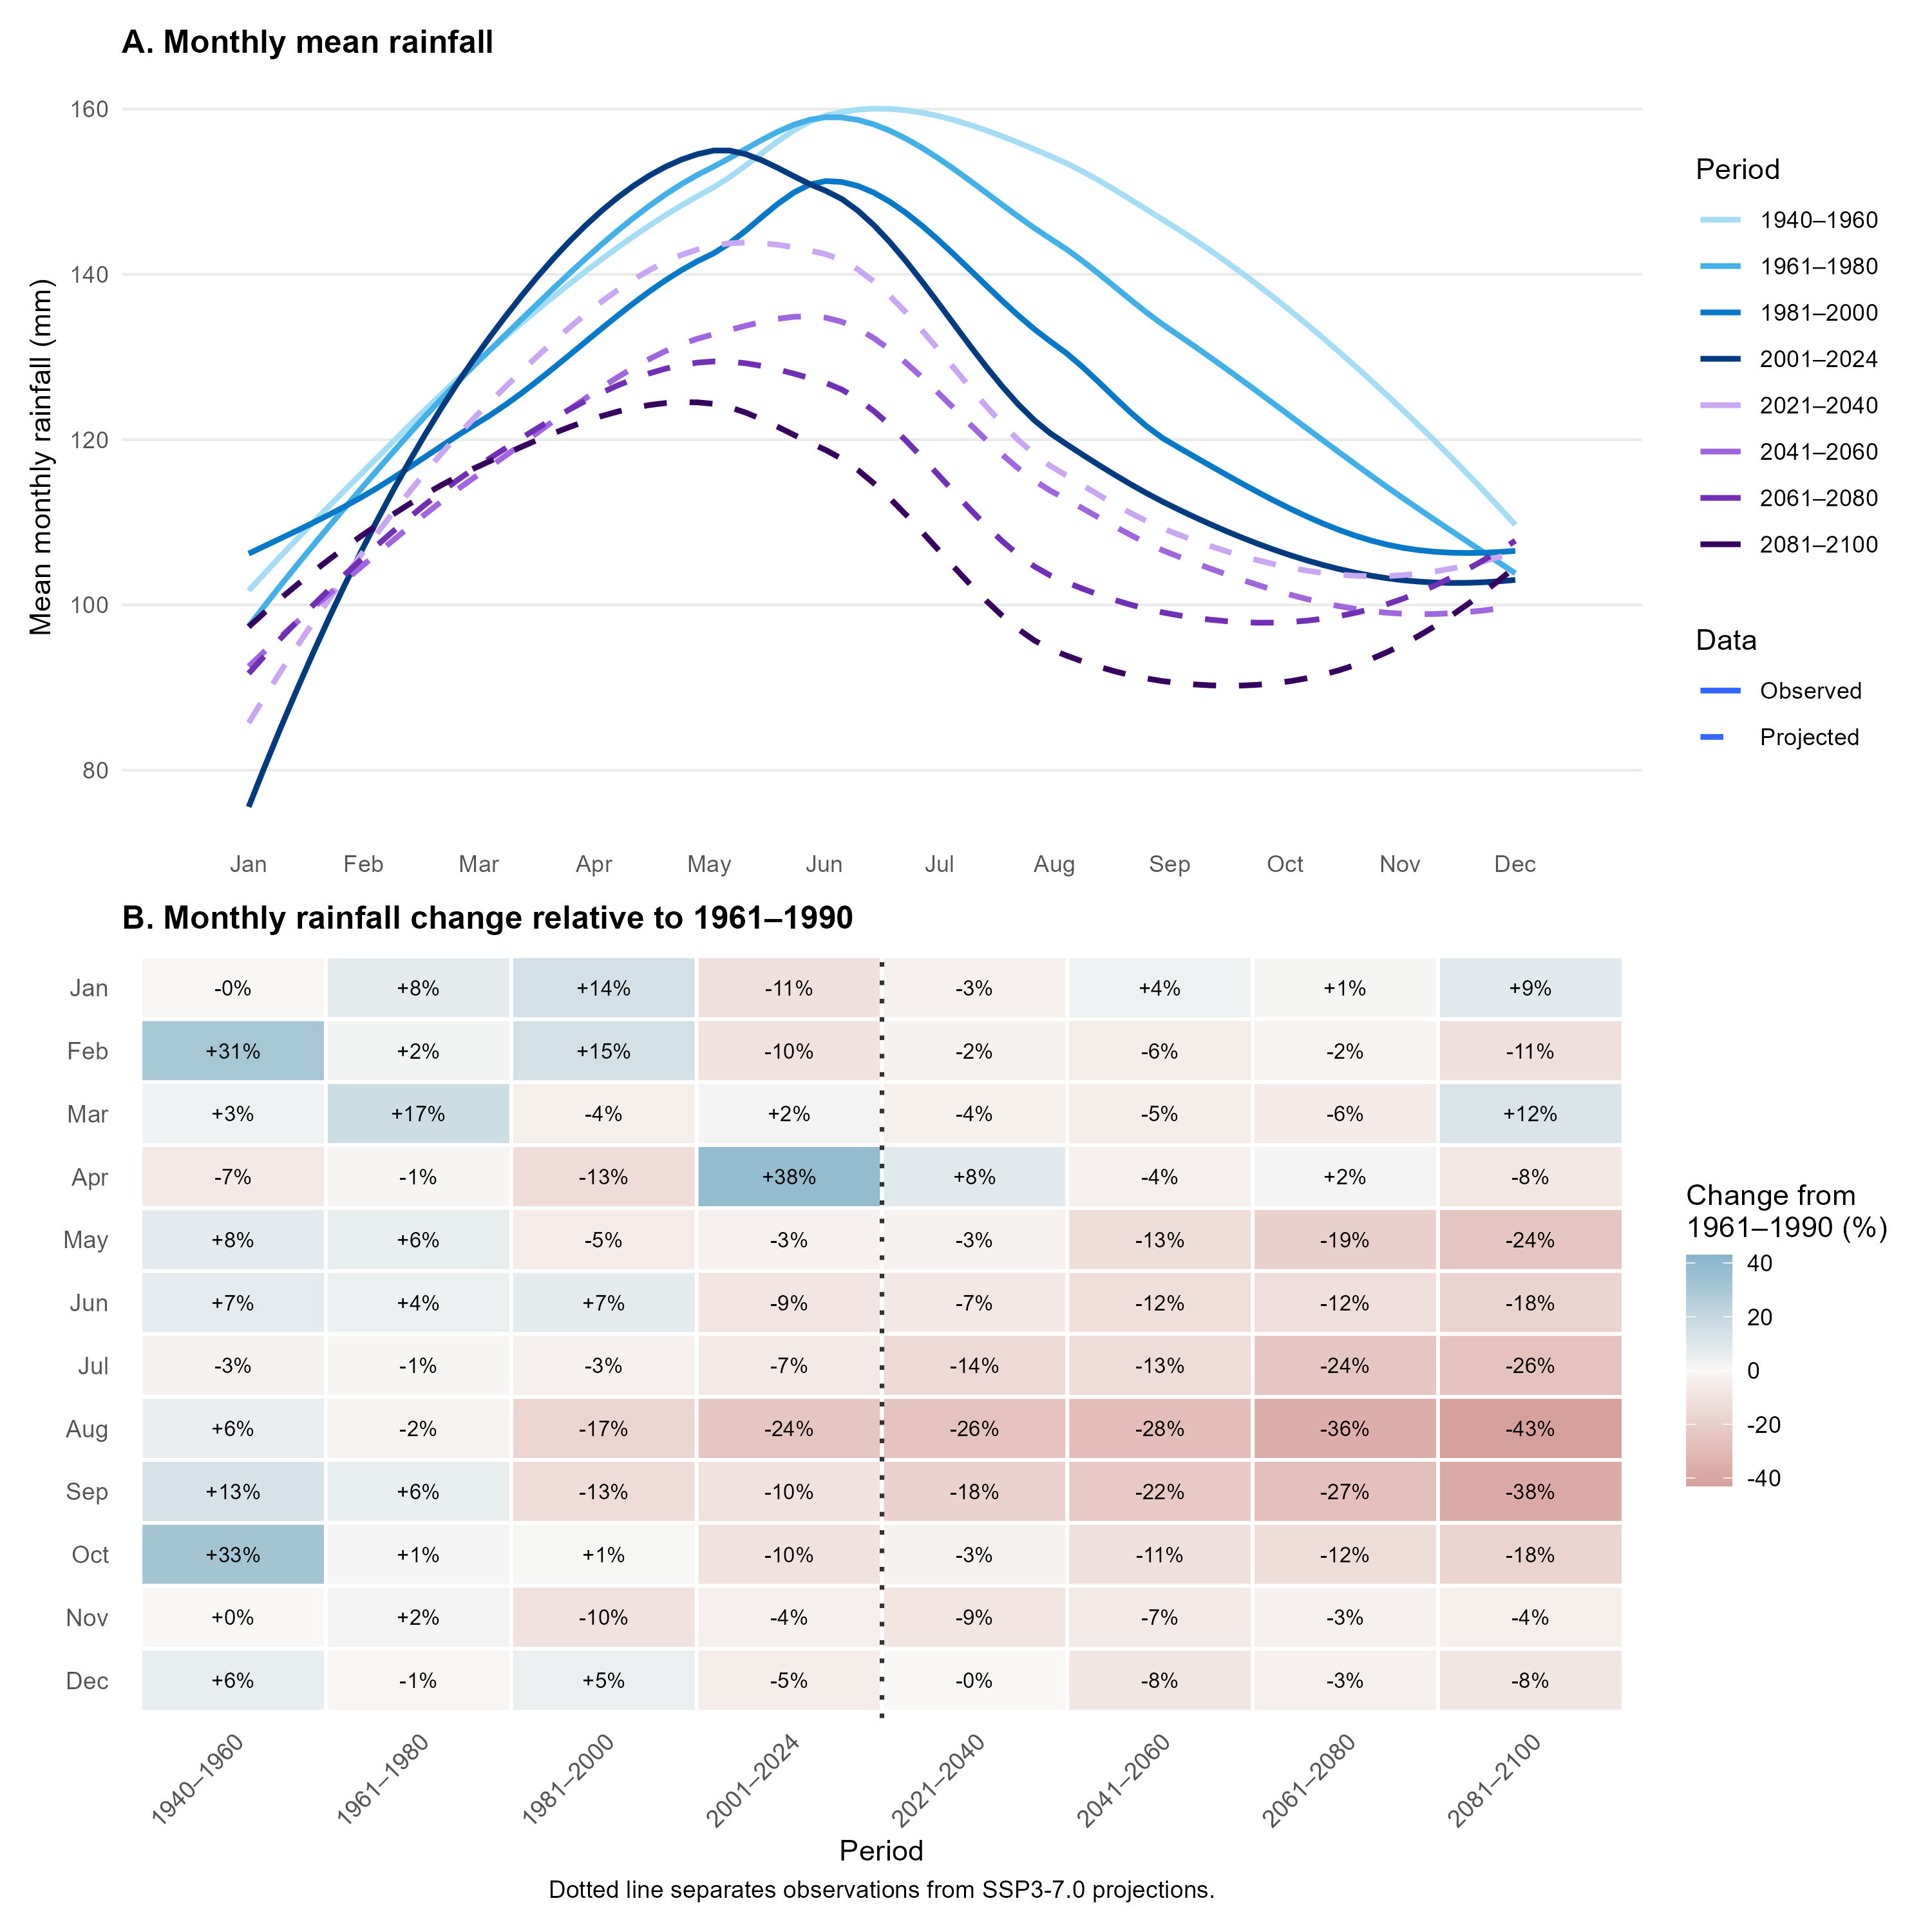 A. Monthly mean rainfall
Mean monthly rainfall (mm)
160
140
120
100
80
Jan Feb Mar Apr May Jun Jul Aug Sep Oct Nov Dec
Period
1940–1960
1961–1980
1981–2000
2001–2024
2021–2040
2041–2060
2061–2080
2081–2100
Data
Observed
Projected
B. Monthly rainfall change relative to 1961–1990
Jan -0% +8% +14% -11% -3% +4% +1% +9%
Feb +31% +2% +15% -10% -2% -6% -2% -11%
Mar +3% +17% -4% +2% -4% -5% -6% +12%
Apr -7% -1% -13% +38% +8% -4% +2% -8%
May +8% +6% -5% -3% -3% -13% -19% -24%
Jun +7% +4% +7% -9% -7% -12% -12% -18%
Jul -3% -1% -3% -7% -14% -13% -24% -26%
Aug +6% -2% -17% -24% -26% -28% -36% -43%
Sep +13% +6% -13% -10% -18% -22% -27% -38%
Oct +33% +1% +1% -10% -3% -11% -12% -18%
Nov +0% +2% -10% -4% -9% -7% -3% -4%
Dec +6% -1% +5% -5% -0% -8% -3% -8%
1940–1960 1961–1980 1981–2000 2001–2024 2021–2040 2041–2060 2061–2080 2081–2100
Period
Dotted line separates observations from SSP3-7.0 projections.
Change from
1961–1990 (%)
40
20
0
-20
-40